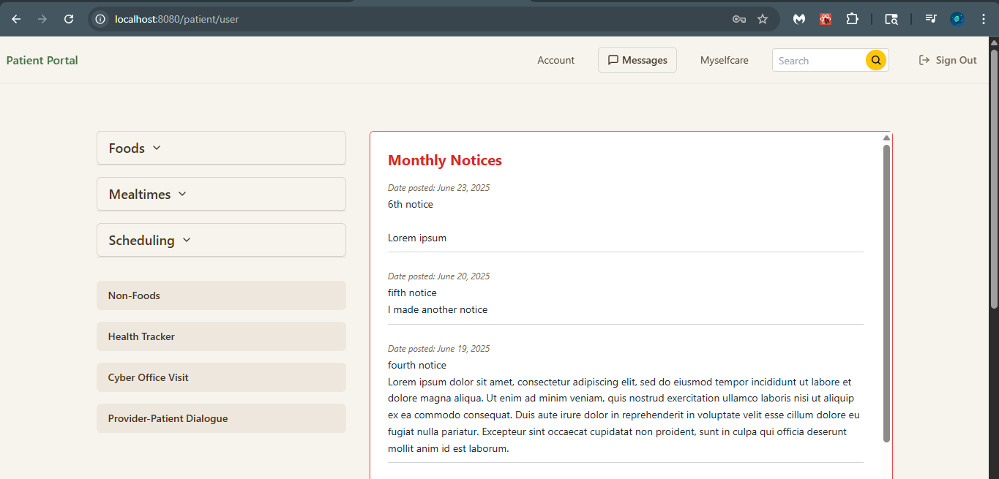 localhost:8080/patient/user
Patient Portal
Account
Messages
Myselfcare
Search
Sign Out
Foods
Mealtimes
Scheduling
Non-Foods
Health Tracker
Cyber Office Visit
Provider-Patient Dialogue
Monthly Notices
Date posted: June 23, 2025
6th notice
Lorem ipsum
Date posted: June 20, 2025
fifth notice
I made another notice
Date posted: June 19, 2025
fourth notice
Lorem ipsum dolor sit amet, consectetur adipiscing elit, sed do eiusmod tempor incididunt ut labore et
dolore magna aliqua. Ut enim ad minim veniam, quis nostrud exercitation ullamco laboris nisi ut aliquip
ex ea commodo consequat. Duis aute irure dolor in reprehenderit in voluptate velit esse cillum dolore eu
fugiat nulla pariatur. Excepteur sint occaecat cupidatat non proident, sunt in culpa qui officia deserunt
mollit anim id est laborum.